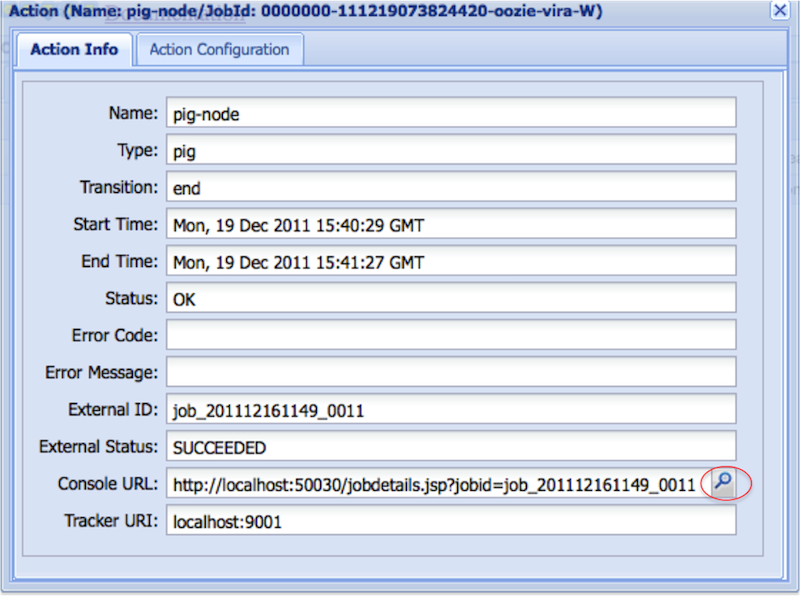 Action (Name: pig-node/JobId: 0000000-111219073824420-oozie-vira-W)
Action Info
Action Configuration
Name: pig-node
Type: pig
Transition: end
Start Time: Mon, 19 Dec 2011 15:40:29 GMT
End Time: Mon, 19 Dec 2011 15:41:27 GMT
Status: OK
Error Code:
Error Message:
External ID: job_201112161149_0011
External Status: SUCCEEDED
Console URL: http://localhost:50030/jobdetails.jsp?jobid=job_201112161149_0011
Tracker URI: localhost:9001